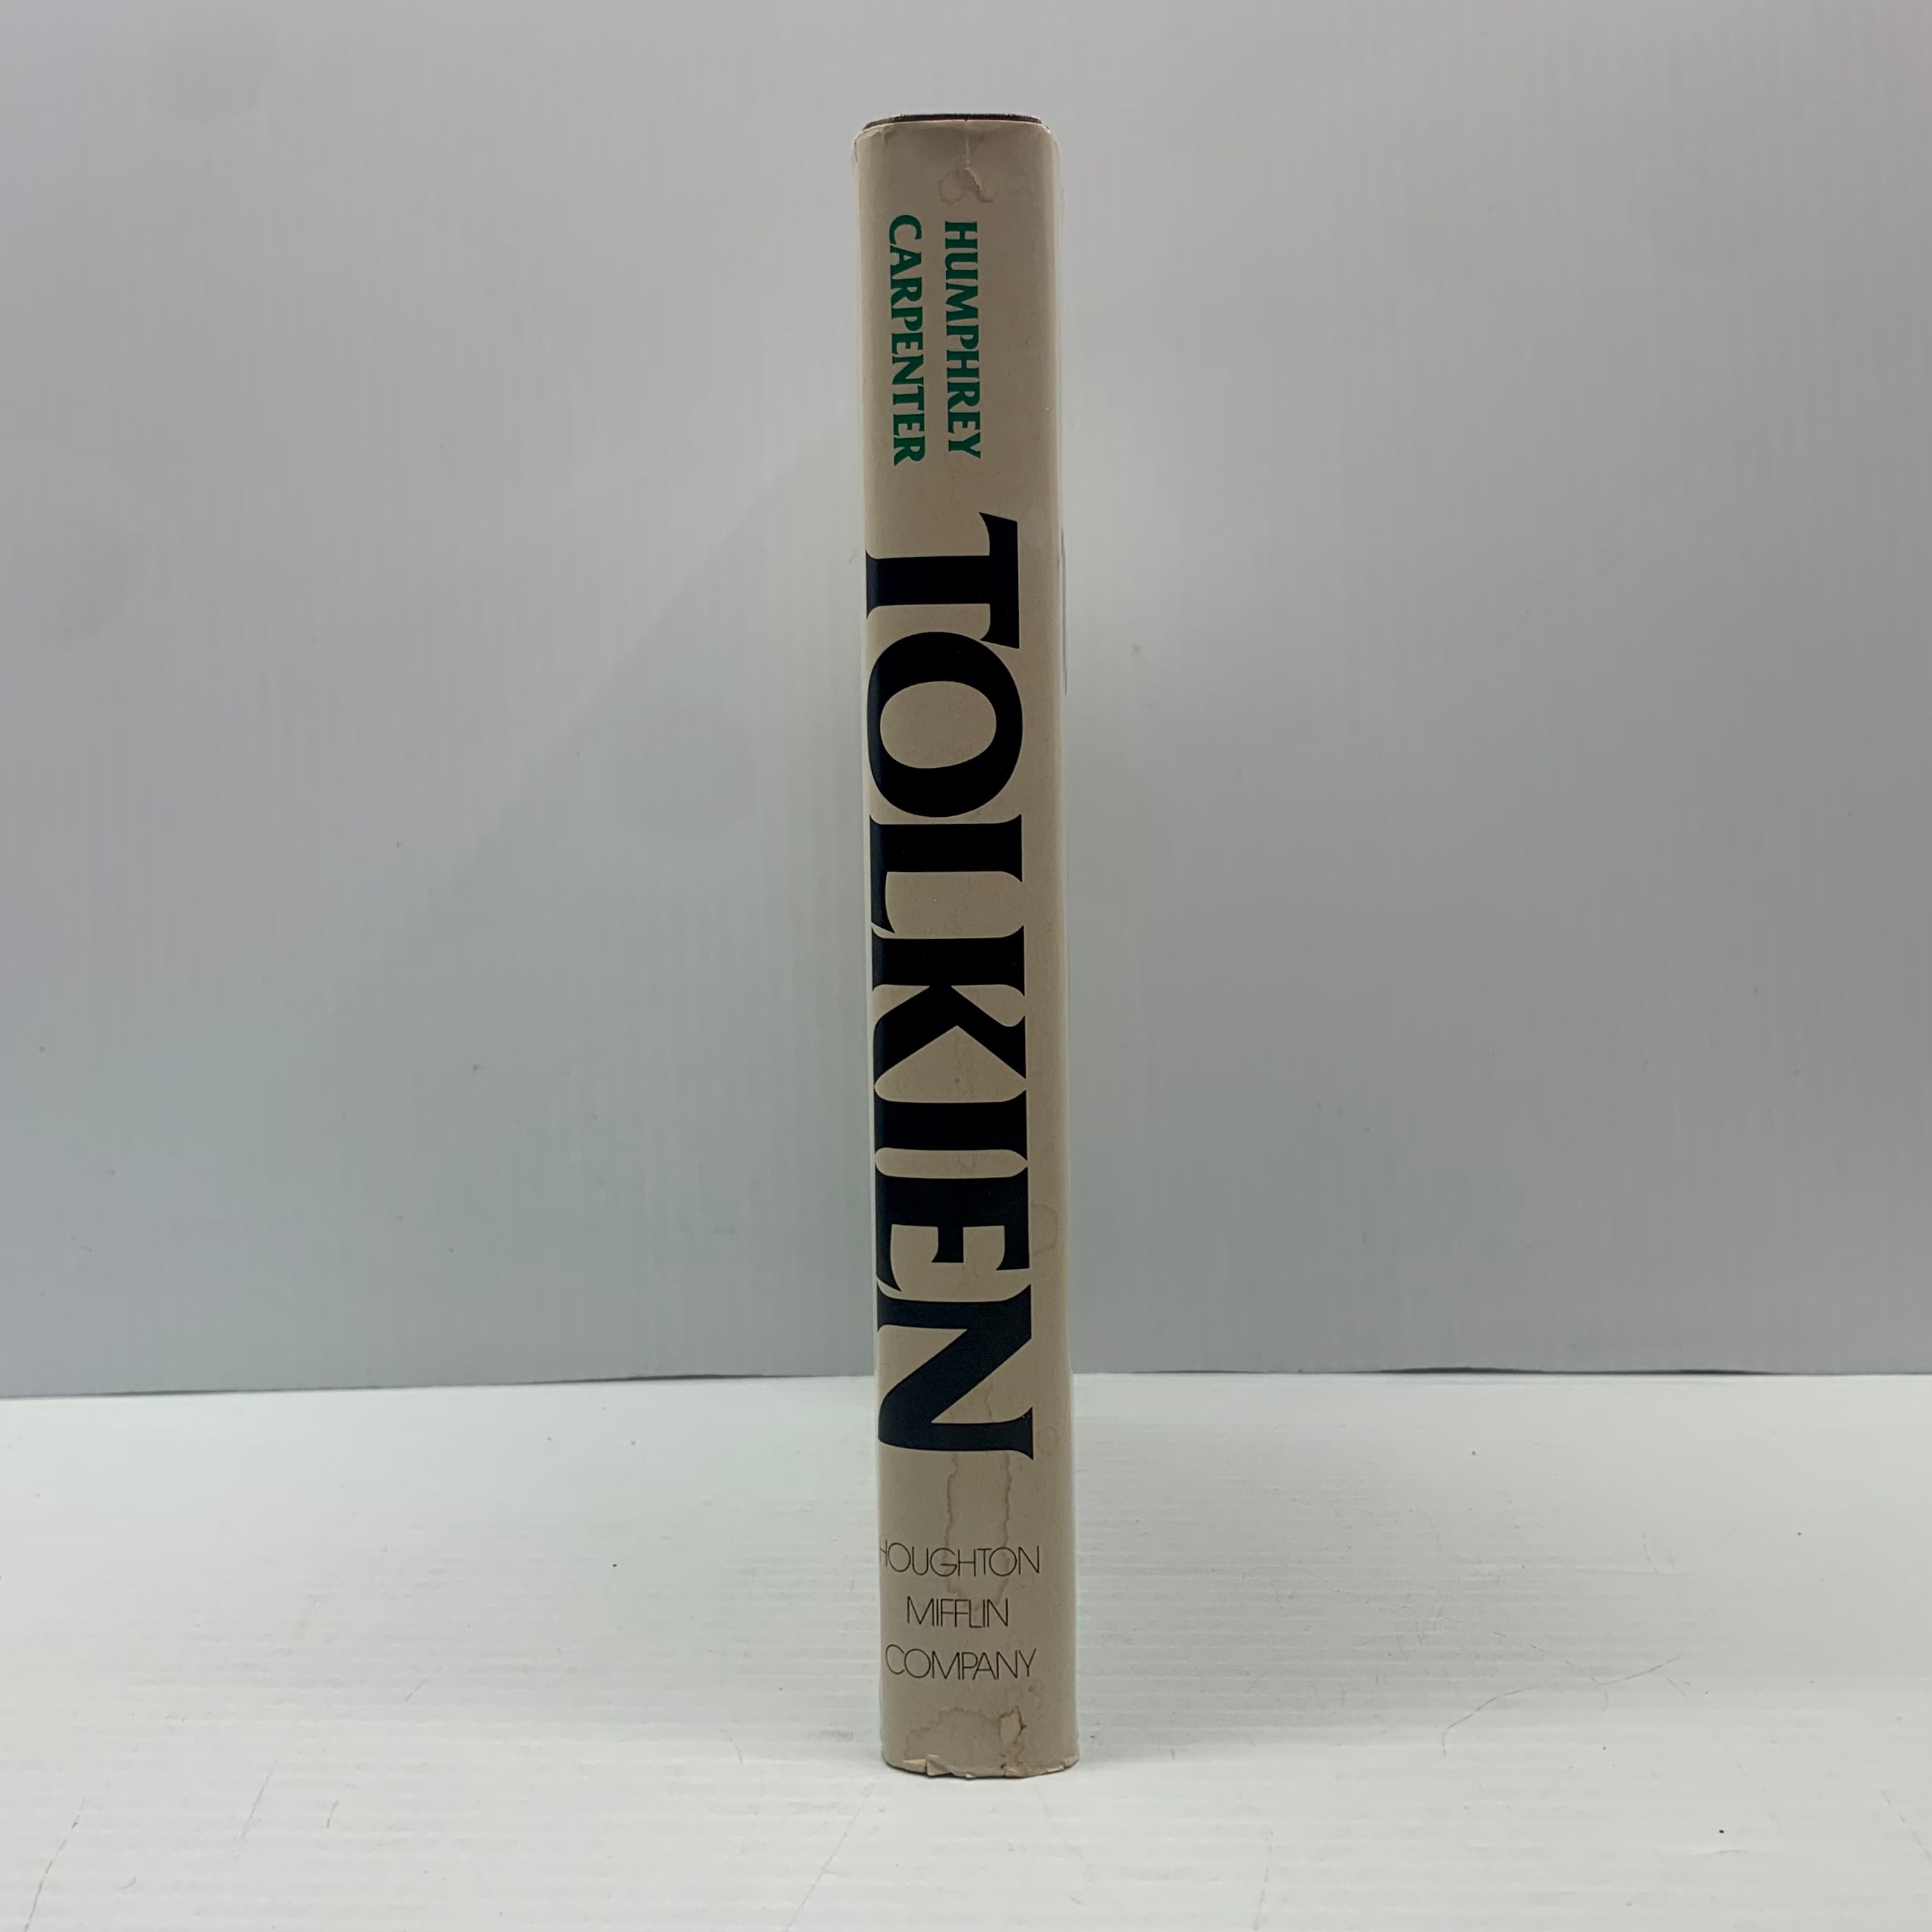 HUMPHREY
CARPENTER
TOLKIEN
HOUGHTON
MIFFLIN
COMPANY